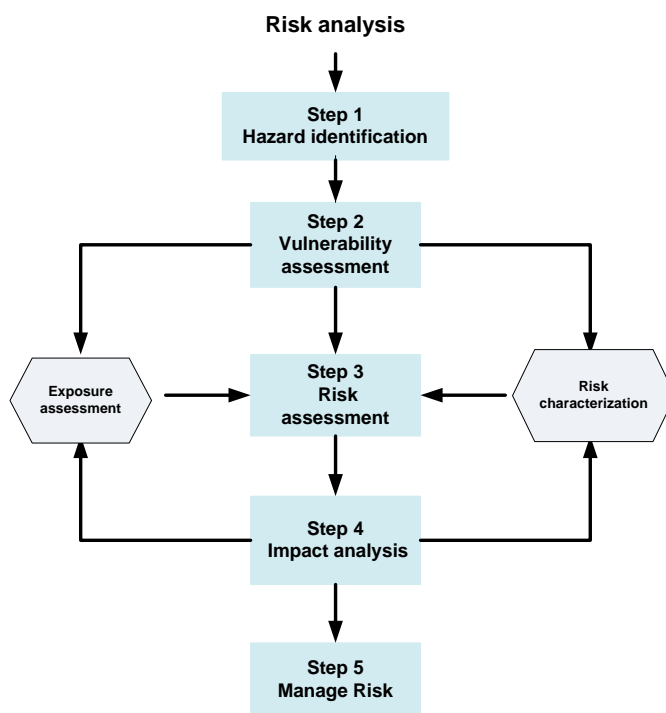 Risk analysis
Step 1
Hazard identification
Step 2
Vulnerability
assessment
Exposure
assessment
Step 3
Risk
assessment
Risk
characterization
Step 4
Impact analysis
Step 5
Manage Risk